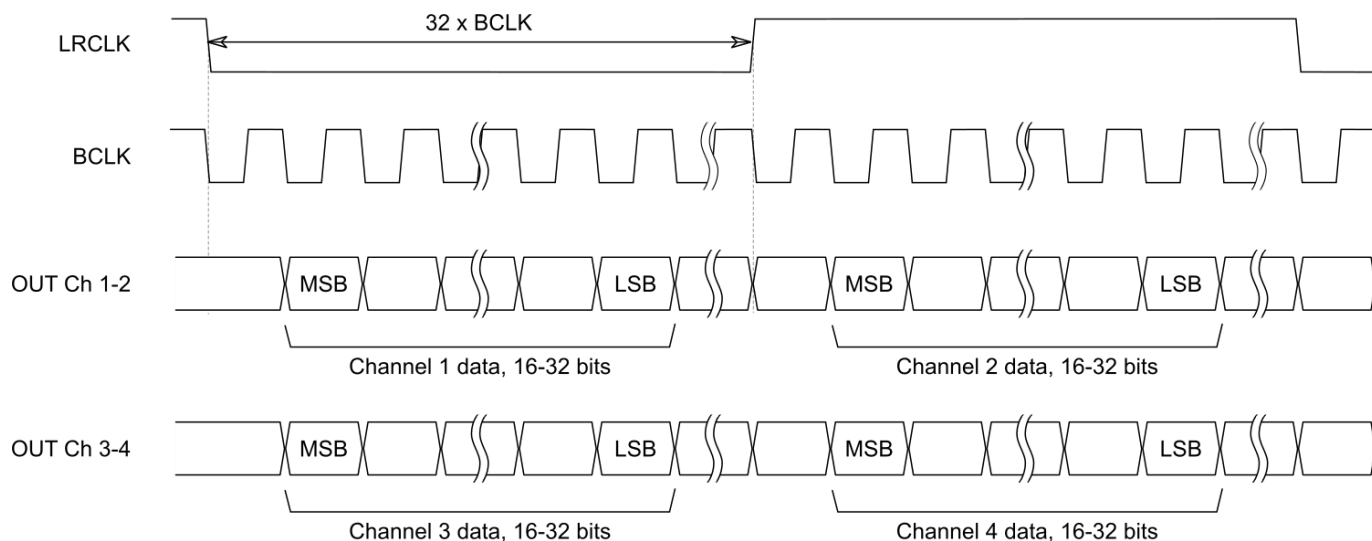 32 x BCLK
LRCLK
BCLK
OUT Ch 1-2
MSB
LSB
MSB
LSB
Channel 1 data, 16-32 bits
Channel 2 data, 16-32 bits
OUT Ch 3-4
MSB
LSB
MSB
LSB
Channel 3 data, 16-32 bits
Channel 4 data, 16-32 bits